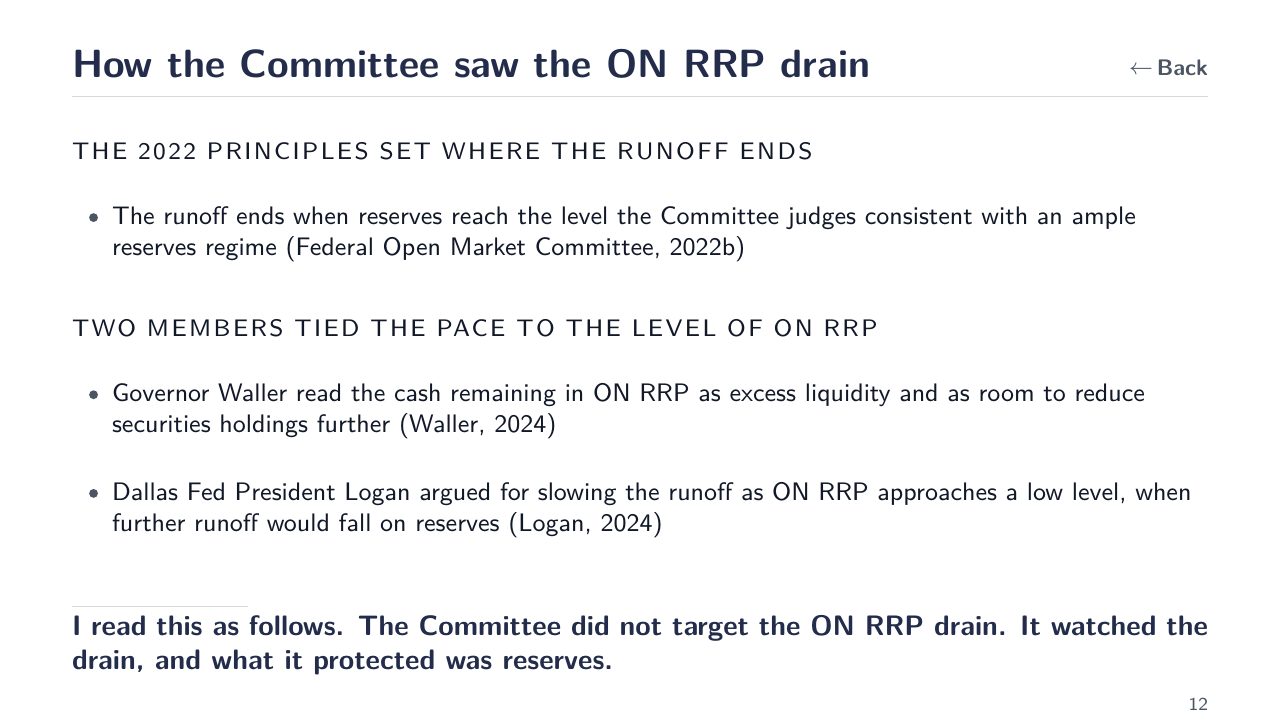 How the Committee saw the ON RRP drain
← Back
THE 2022 PRINCIPLES SET WHERE THE RUNOFF ENDS
• The runoff ends when reserves reach the level the Committee judges consistent with an ample
reserves regime (Federal Open Market Committee, 2022b)
TWO MEMBERS TIED THE PACE TO THE LEVEL OF ON RRP
• Governor Waller read the cash remaining in ON RRP as excess liquidity and as room to reduce
securities holdings further (Waller, 2024)
• Dallas Fed President Logan argued for slowing the runoff as ON RRP approaches a low level, when
further runoff would fall on reserves (Logan, 2024)
I read this as follows. The Committee did not target the ON RRP drain. It watched the
drain, and what it protected was reserves.
12